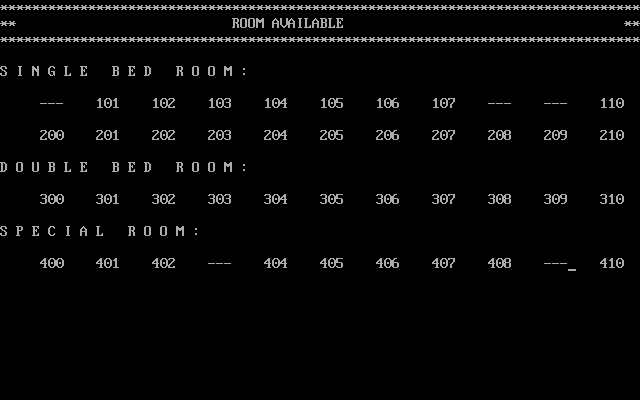 ********************************************************************************
** ROOM AVAILABLE **
********************************************************************************
S I N G L E   B E D   R O O M :
--- 101 102 103 104 105 106 107 --- --- 110
200 201 202 203 204 205 206 207 208 209 210
D O U B L E   B E D   R O O M :
300 301 302 303 304 305 306 307 308 309 310
S P E C I A L   R O O M :
400 401 402 --- 404 405 406 407 408 ---_ 410